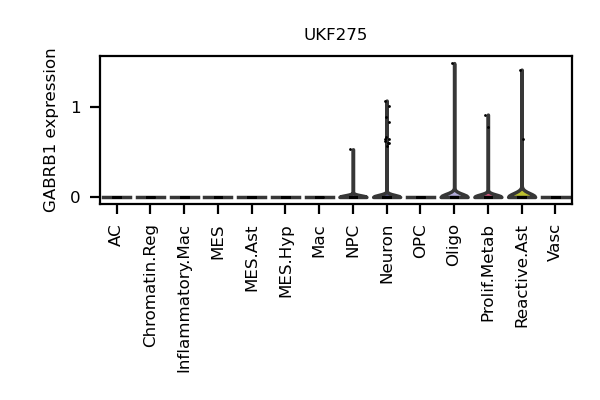 UKF275
GABRB1 expression
1
0
AC
Chromatin.Reg
Inflammatory.Mac
MES
MES.Ast
MES.Hyp
Mac
NPC
Neuron
OPC
Oligo
Prolif.Metab
Reactive.Ast
Vasc